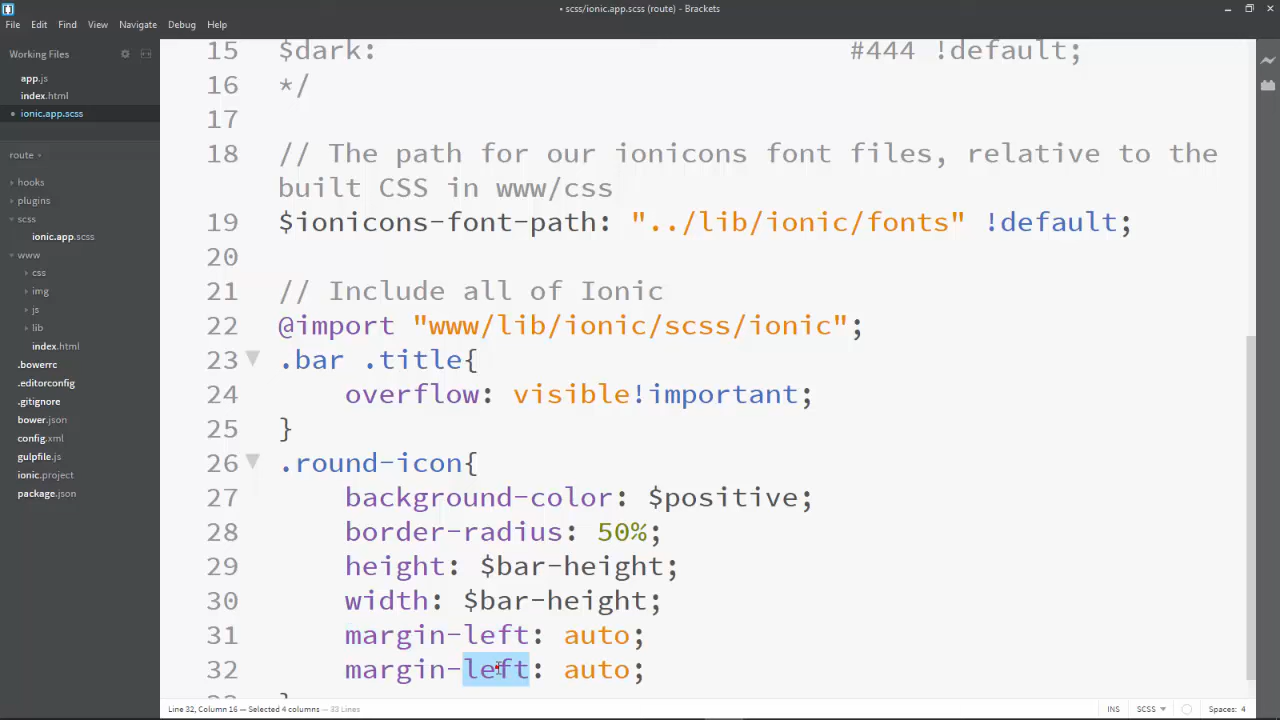 • scss/ionic.app.scss (route) - Brackets
File Edit Find View Navigate Debug Help
Working Files
app.js
index.html
• ionic.app.scss
route
hooks
plugins
scss
ionic.app.scss
www
css
img
js
lib
index.html
.bowerrc
.editorconfig
.gitignore
bower.json
config.xml
gulpfile.js
ionic.project
package.json
15 $dark: #444 !default;
16 */
17
18 // The path for our ionicons font files, relative to the
built CSS in www/css
19 $ionicons-font-path: "../lib/ionic/fonts" !default;
20
21 // Include all of Ionic
22 @import "www/lib/ionic/scss/ionic";
23 .bar .title{
24 overflow: visible!important;
25 }
26 .round-icon{
27 background-color: $positive;
28 border-radius: 50%;
29 height: $bar-height;
30 width: $bar-height;
31 margin-left: auto;
32 margin-left: auto;
}
Line 32, Column 16 — Selected 4 columns — 33 Lines
INS SCSS Spaces: 4